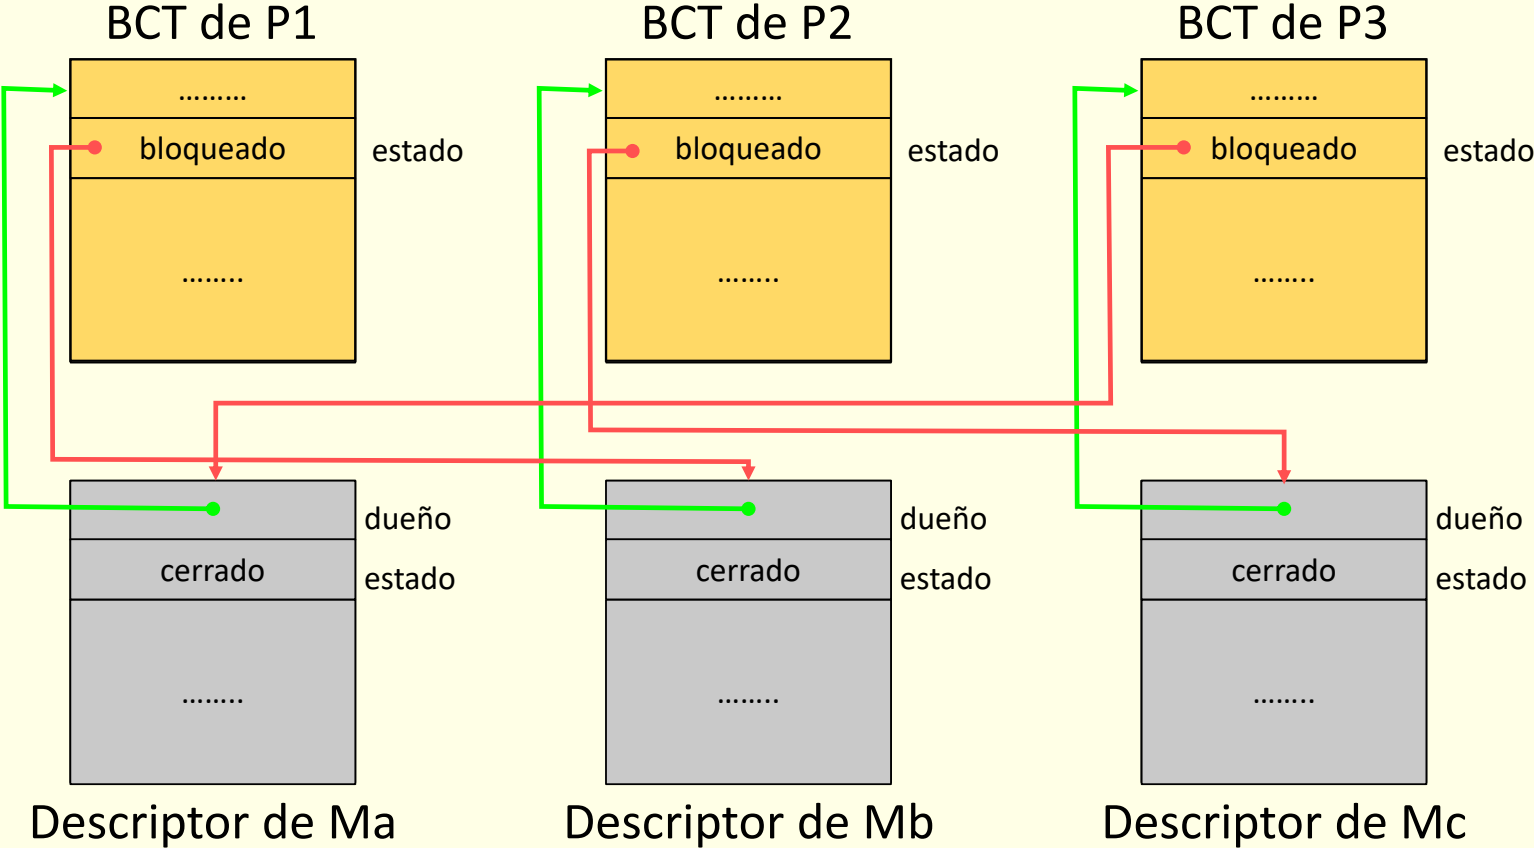 BCT de P1 BCT de P2 BCT de P3
......... ......... .........
bloqueado estado bloqueado estado bloqueado estado
........ ........ ........
dueño dueño dueño
cerrado estado cerrado estado cerrado estado
........ ........ ........
Descriptor de Ma Descriptor de Mb Descriptor de Mc